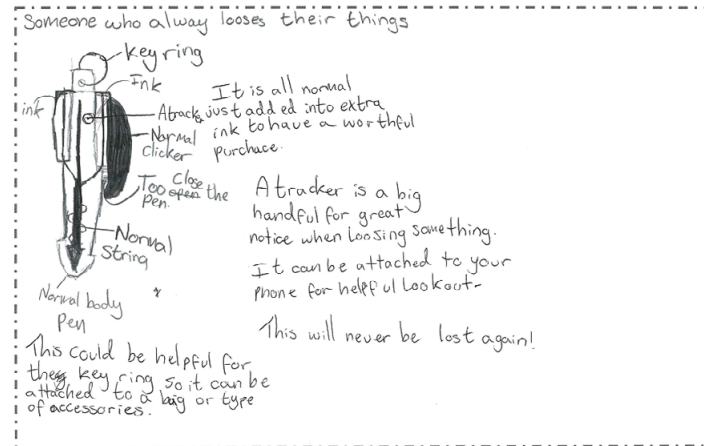 Someone who alway looses their things
Key ring
Ink
ink
It is all normal
just added into extra
ink to have a worthful
purchace.
Normal
clicker
Close
Too open the
pen.
Normal
String
Normal body
Pen
A tracker is a big
handful for great
notice when loosing something.
It can be attached to your
phone for helpful lookout-
This will never be lost again!
This could be helpful for
key ring so it can be
attached to a bag or type
of accessories.